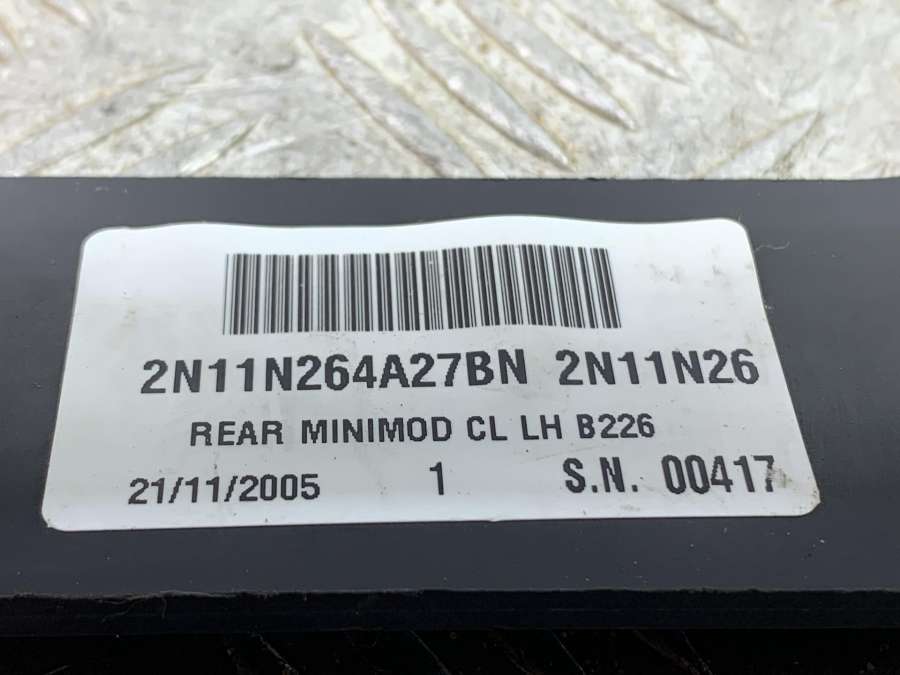 2N11N264A27BN 2N11N26
REAR MINIMOD CL LH B226
21/11/2005 1 S.N. 00417